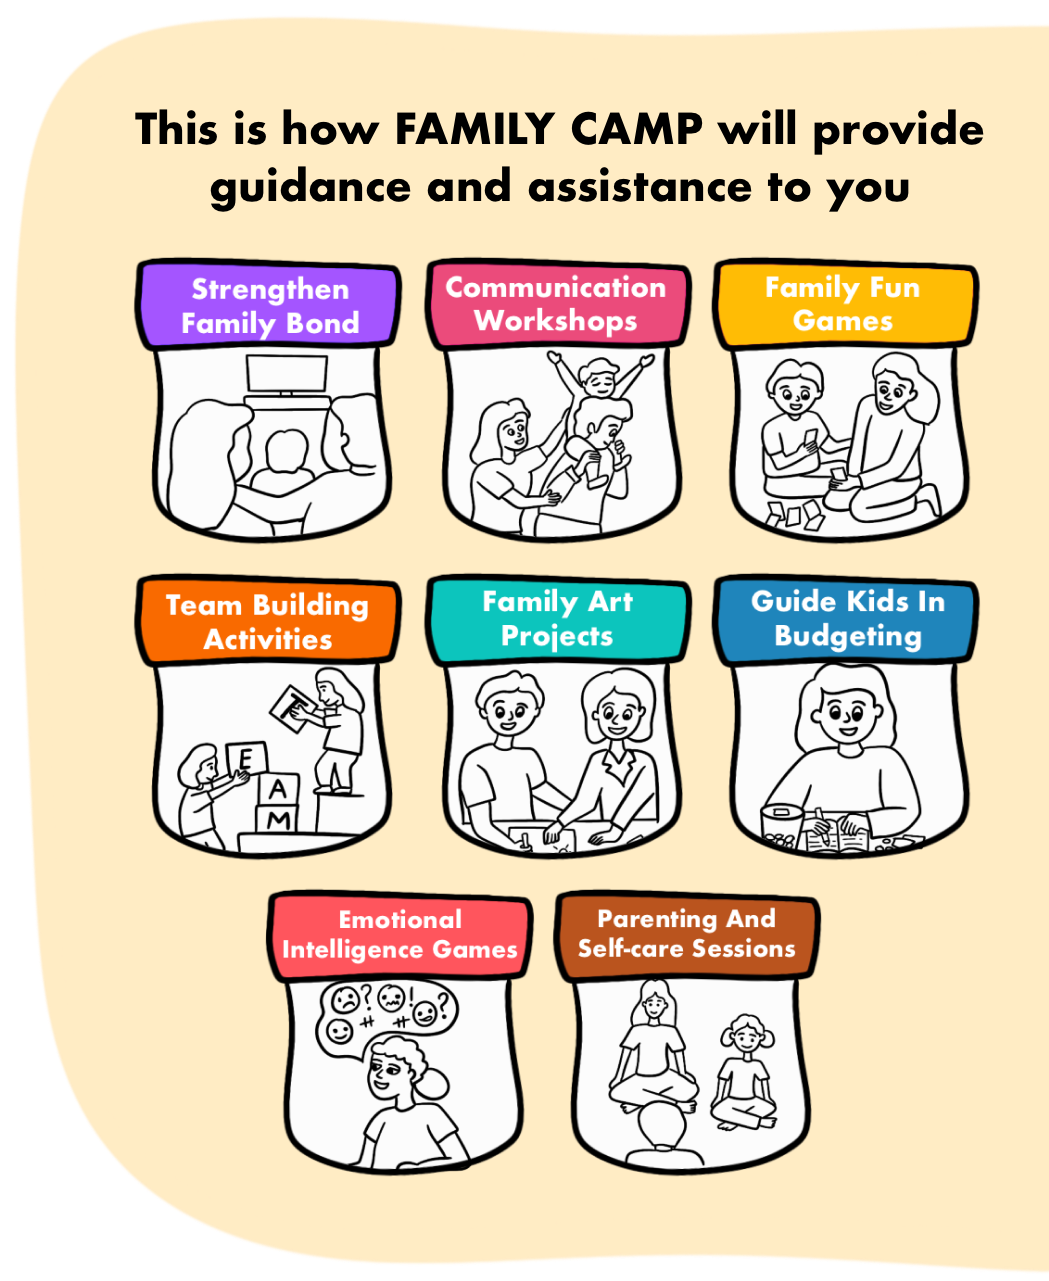 This is how FAMILY CAMP will provide
guidance and assistance to you
Strengthen
Family Bond
Communication
Workshops
Family Fun
Games
Team Building
Activities
T
E
A
M
Family Art
Projects
Guide Kids In
Budgeting
Emotional
Intelligence Games
? ! ?
# #
Parenting And
Self-care Sessions